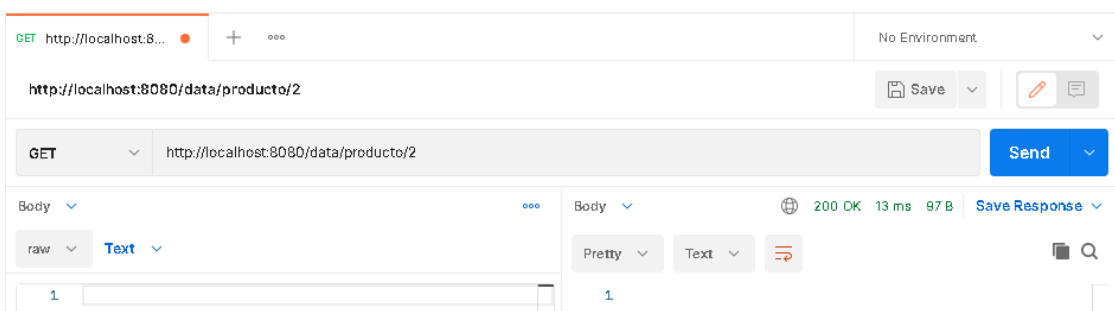 GET http://localhost:8... No Environment
http://localhost:8080/data/producto/2 Save
GET http://localhost:8080/data/producto/2 Send
Body Body 200 OK 13 ms 97 B Save Response
raw Text Pretty Text
1 1